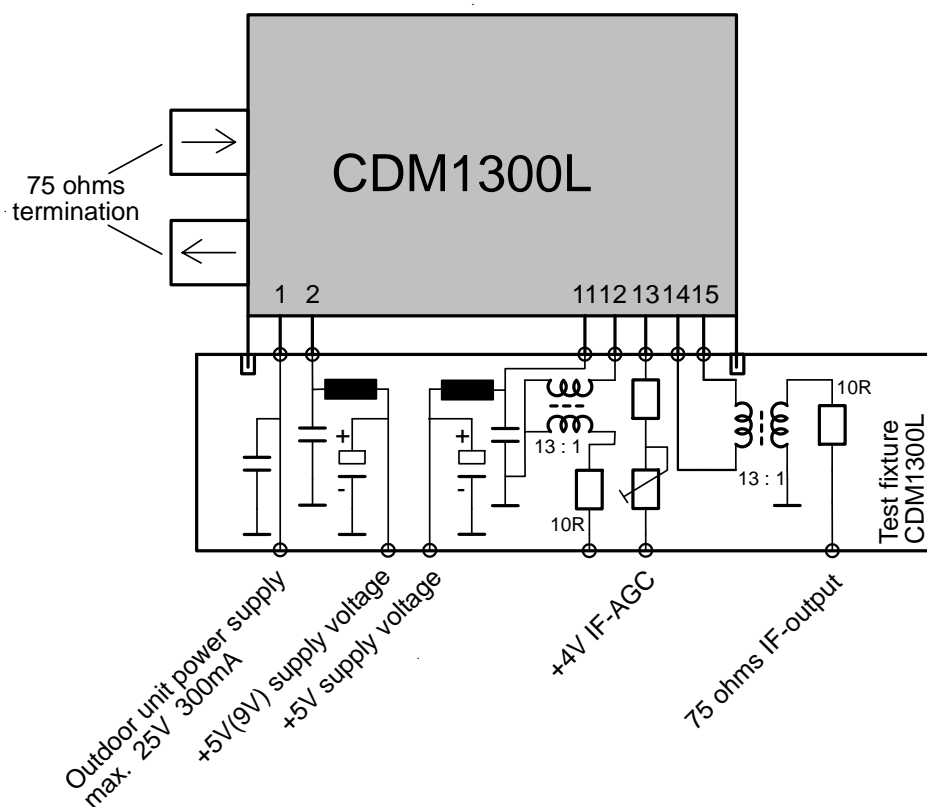 CDM1300L
75 ohms
termination
1 2 11 12 13 14 15
+ - + -
13 : 1
10R
10R
13 : 1
Test fixture
CDM1300L
Outdoor unit power supply
max. 25V 300mA
+5V(9V) supply voltage
+5V supply voltage
+4V IF-AGC
75 ohms IF-output